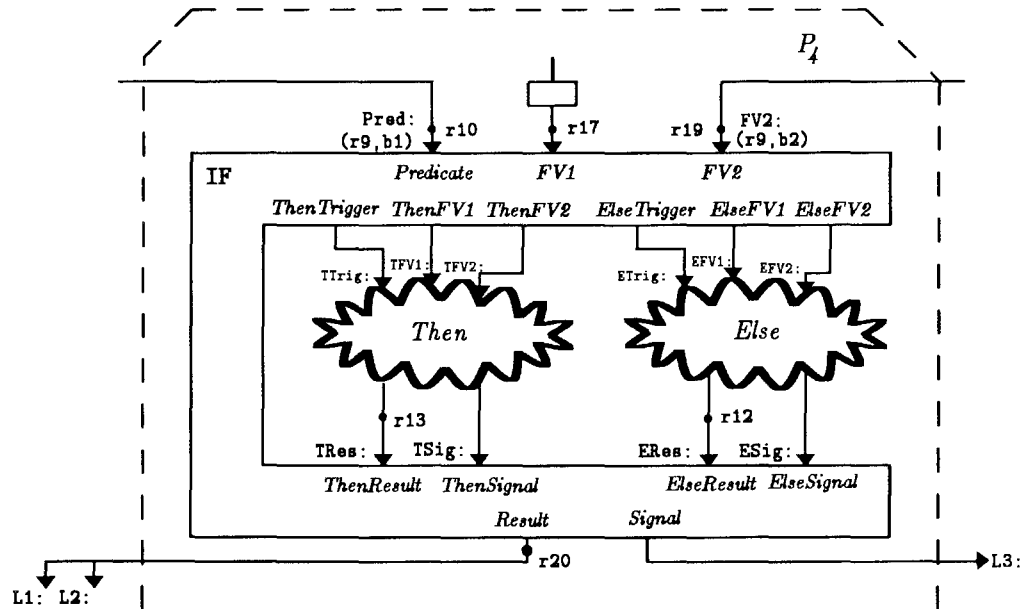 P4
Pred:
(r9,b1)
r10
r17
r19
FV2:
(r9,b2)
IF
Predicate
FV1
FV2
ThenTrigger
ThenFV1
ThenFV2
ElseTrigger
ElseFV1
ElseFV2
TTrig:
TFV1:
TFV2:
ETrig:
EFV1:
EFV2:
Then
Else
r13
r12
TRes:
TSig:
ERes:
ESig:
ThenResult
ThenSignal
ElseResult
ElseSignal
Result
Signal
r20
L3:
L1:
L2: